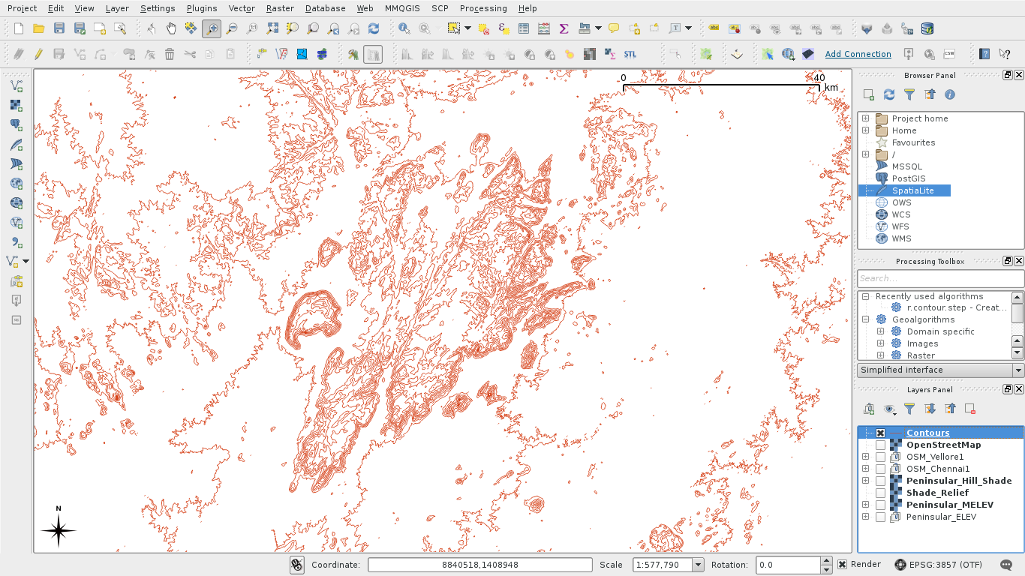 Project Edit View Layer Settings Plugins Vector Raster Database Web MMQGIS SCP Processing Help
STL Add Connection
0 40
km
N
Browser Panel
Project home
Home
Favourites
/
MSSQL
PostGIS
SpatiaLite
OWS
WCS
WFS
WMS
Processing Toolbox
Search...
Recently used algorithms
r.contour.step - Creat...
Geoalgorithms
Domain specific
Images
Raster
Simplified interface
Layers Panel
Contours
OpenStreetMap
OSM_Vellore1
OSM_Chennai1
Peninsular_Hill_Shade
Shade_Relief
Peninsular_MELEV
Peninsular_ELEV
Coordinate: 8840518,1408948 Scale 1:577,790 Rotation: 0.0 Render EPSG:3857 (OTF)